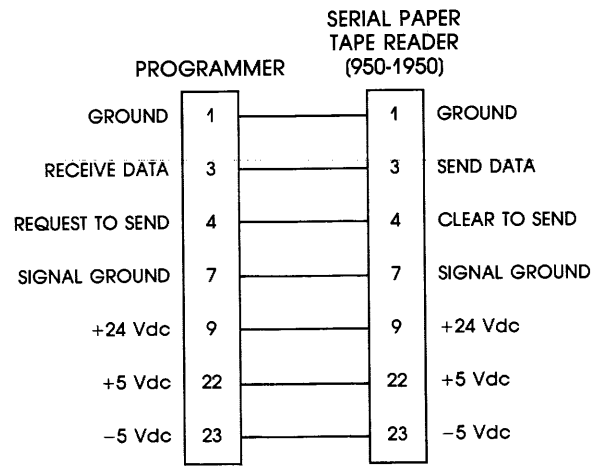 SERIAL PAPER
TAPE READER
PROGRAMMER (950-1950)
GROUND 1 1 GROUND
RECEIVE DATA 3 3 SEND DATA
REQUEST TO SEND 4 4 CLEAR TO SEND
SIGNAL GROUND 7 7 SIGNAL GROUND
+24 Vdc 9 9 +24 Vdc
+5 Vdc 22 22 +5 Vdc
−5 Vdc 23 23 −5 Vdc